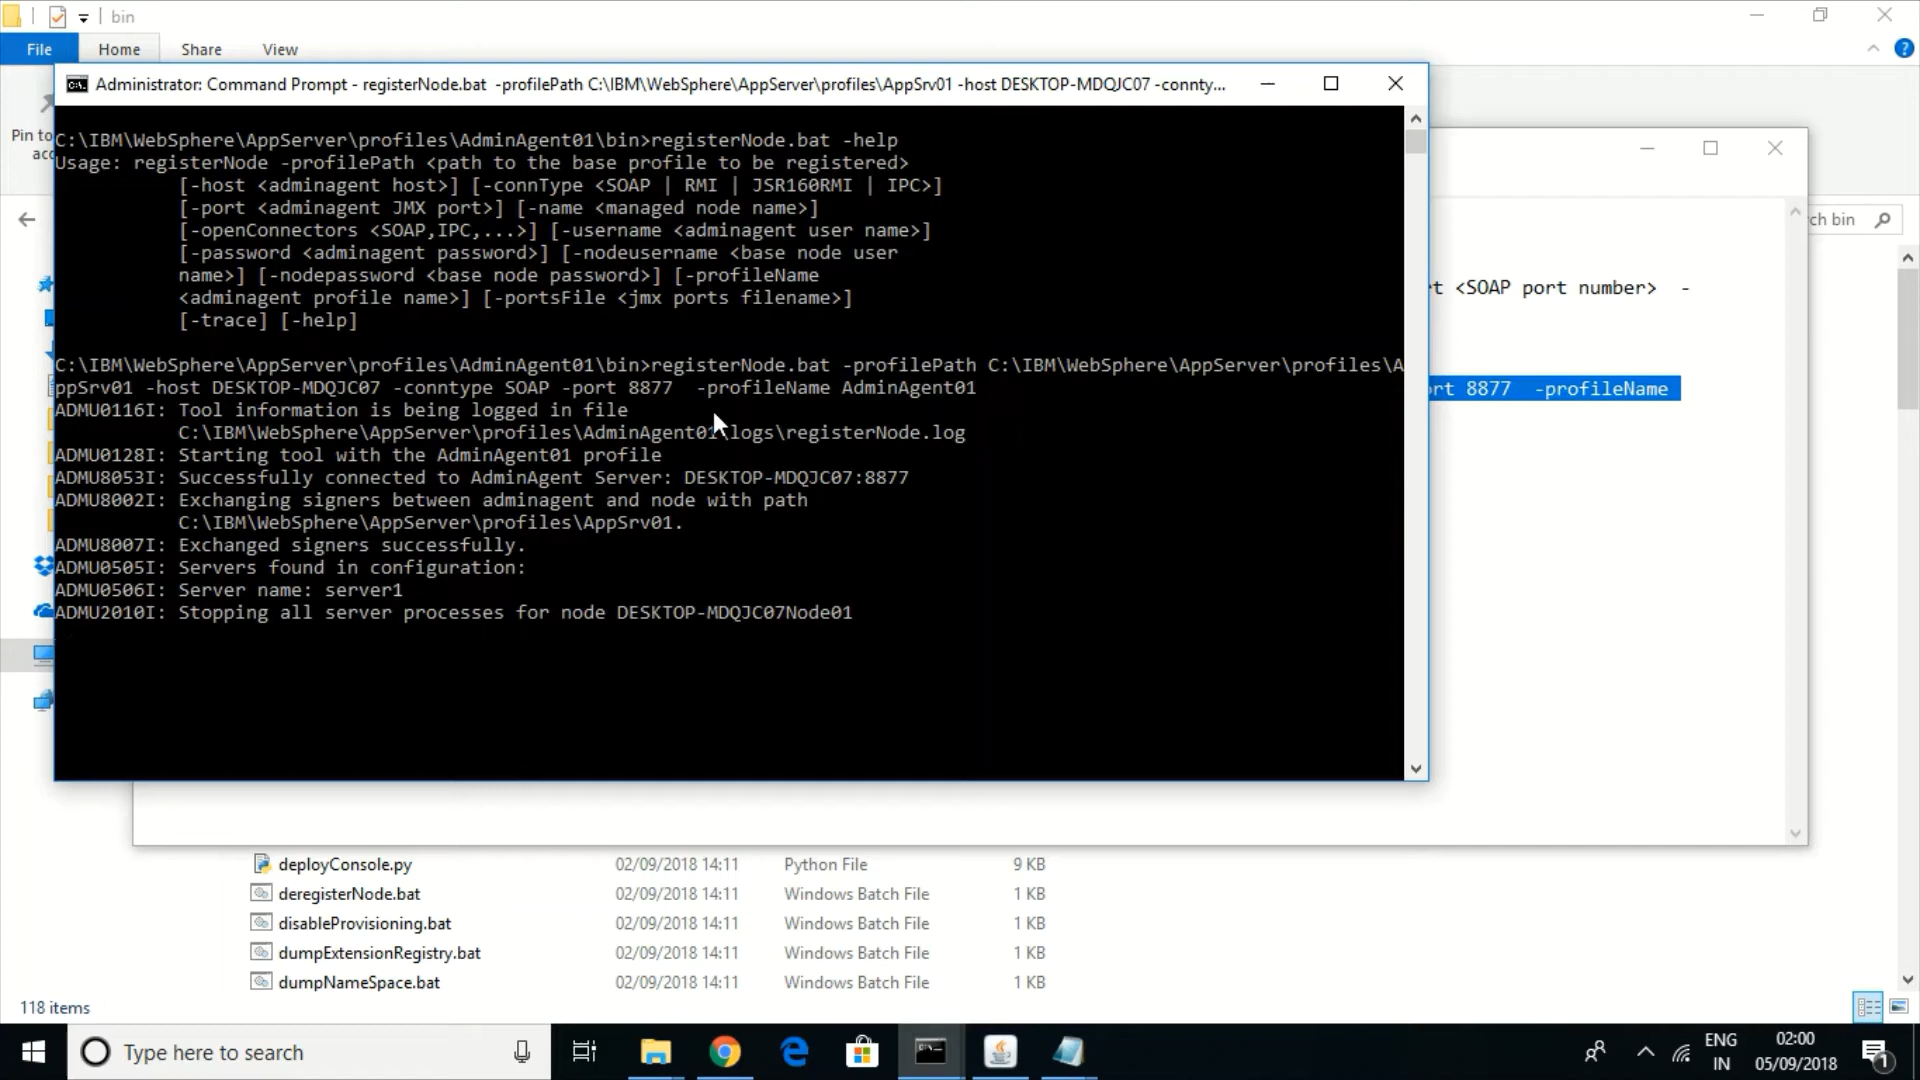 bin
File
Home
Share
View
Administrator: Command Prompt - registerNode.bat  -profilePath C:\IBM\WebSphere\AppServer\profiles\AppSrv01 -host DESKTOP-MDQJC07 -connty...
Pin to
acc
C:\IBM\WebSphere\AppServer\profiles\AdminAgent01\bin>registerNode.bat -help
Usage: registerNode -profilePath <path to the base profile to be registered>
[-host <adminagent host>] [-connType <SOAP | RMI | JSR160RMI | IPC>]
[-port <adminagent JMX port>] [-name <managed node name>]
[-openConnectors <SOAP,IPC,...>] [-username <adminagent user name>]
[-password <adminagent password>] [-nodeusername <base node user
name>] [-nodepassword <base node password>] [-profileName
<adminagent profile name>] [-portsFile <jmx ports filename>]
[-trace] [-help]
C:\IBM\WebSphere\AppServer\profiles\AdminAgent01\bin>registerNode.bat -profilePath C:\IBM\WebSphere\AppServer\profiles\A
ppSrv01 -host DESKTOP-MDQJC07 -conntype SOAP -port 8877  -profileName AdminAgent01
ADMU0116I: Tool information is being logged in file
C:\IBM\WebSphere\AppServer\profiles\AdminAgent01\logs\registerNode.log
ADMU0128I: Starting tool with the AdminAgent01 profile
ADMU8053I: Successfully connected to AdminAgent Server: DESKTOP-MDQJC07:8877
ADMU8002I: Exchanging signers between adminagent and node with path
C:\IBM\WebSphere\AppServer\profiles\AppSrv01.
ADMU8007I: Exchanged signers successfully.
ADMU0505I: Servers found in configuration:
ADMU0506I: Server name: server1
ADMU2010I: Stopping all server processes for node DESKTOP-MDQJC07Node01
ch bin
rt <SOAP port number>  -
ort 8877  -profileName
deployConsole.py 02/09/2018 14:11 Python File 9 KB
deregisterNode.bat 02/09/2018 14:11 Windows Batch File 1 KB
disableProvisioning.bat 02/09/2018 14:11 Windows Batch File 1 KB
dumpExtensionRegistry.bat 02/09/2018 14:11 Windows Batch File 1 KB
dumpNameSpace.bat 02/09/2018 14:11 Windows Batch File 1 KB
118 items
Type here to search
ENG
IN
02:00
05/09/2018
1